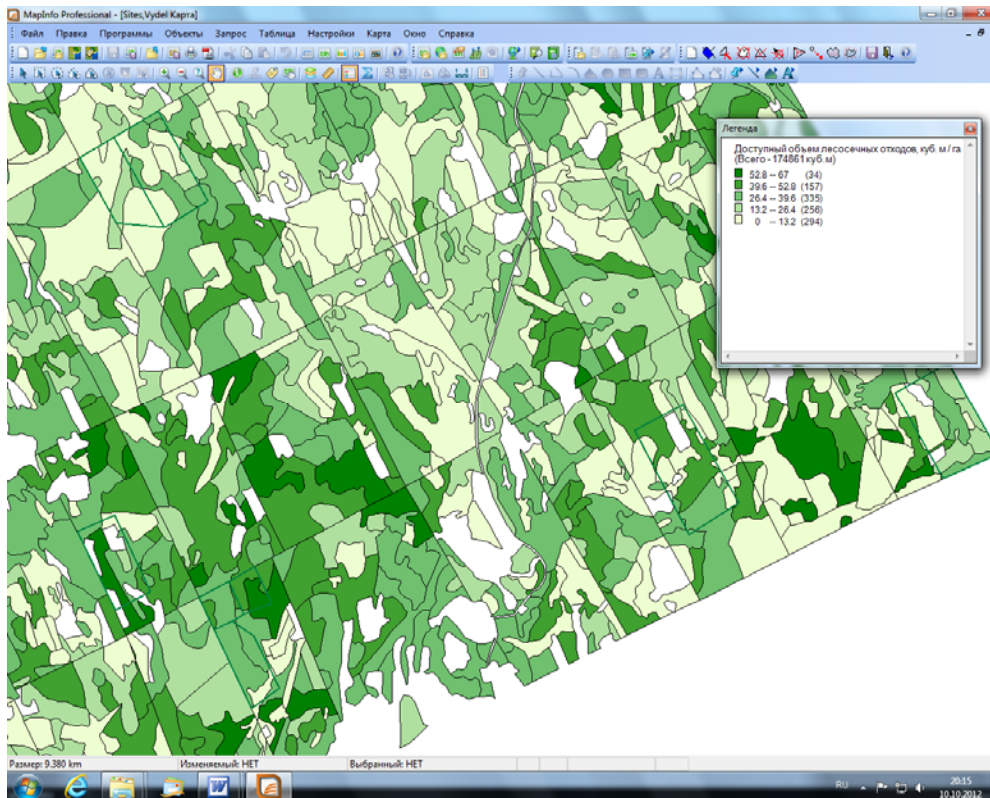 MapInfo Professional - [Sites,Vydel Карта]
Файл Правка Программы Объекты Запрос Таблица Настройки Карта Окно Справка
Легенда
Доступный объем лесосечных отходов, куб. м / га
(Всего - 174861 куб.м)
52.8 – 67 (34)
39.6 – 52.8 (157)
26.4 – 39.6 (335)
13.2 – 26.4 (256)
0 – 13.2 (294)
Размер: 9.380 km Изменяемый: НЕТ Выбранный: НЕТ
RU
20:15
10.10.2012